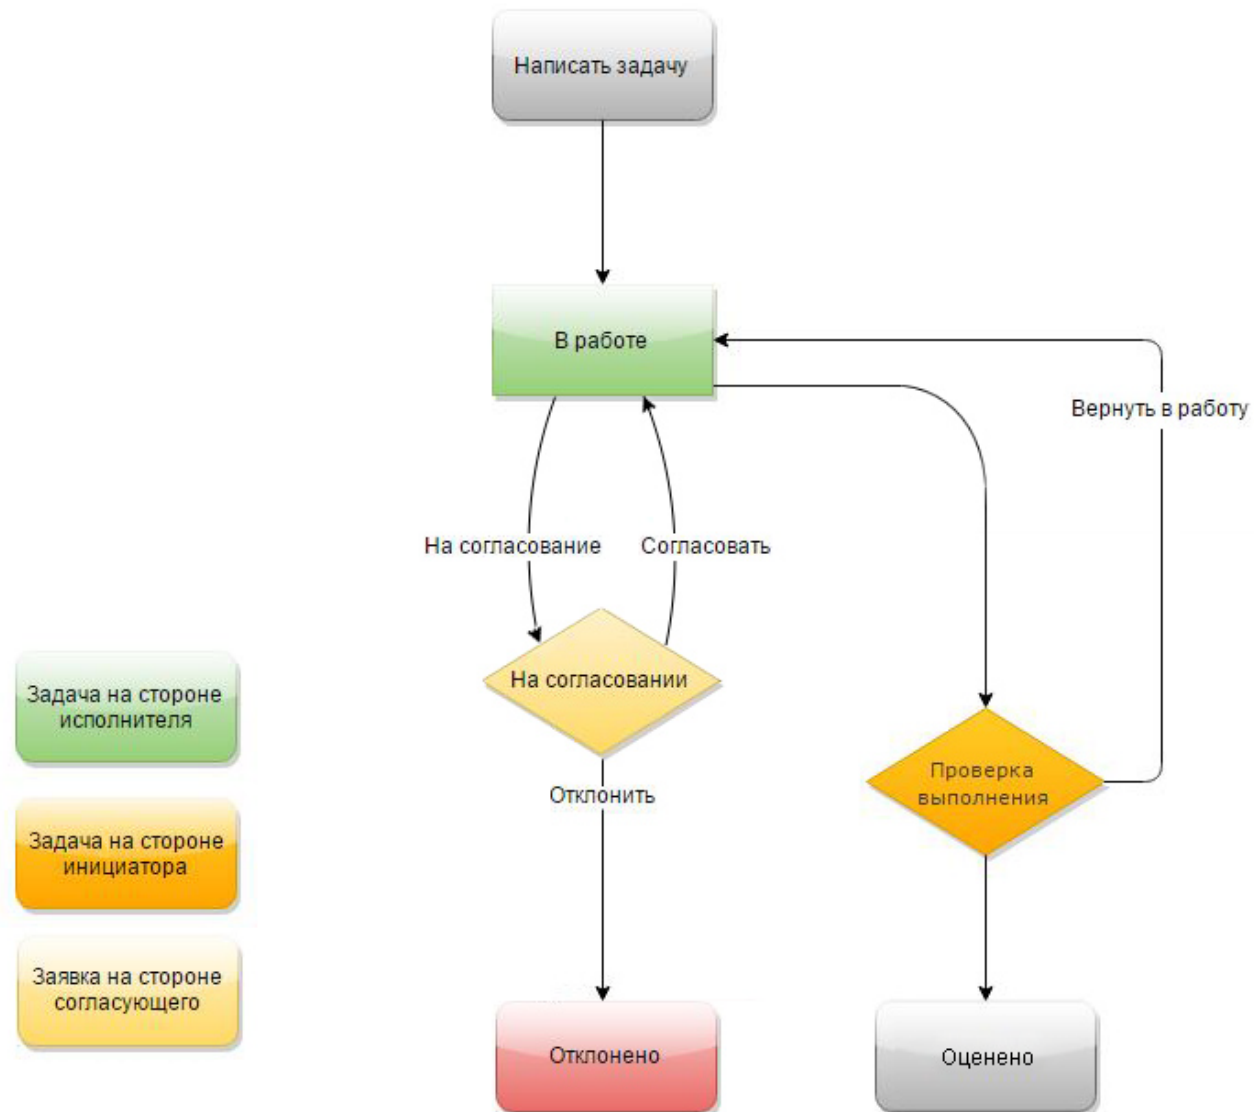 Написать задачу
В работе
Вернуть в работу
На согласование
Согласовать
На согласовании
Задача на стороне
исполнителя
Проверка
выполнения
Отклонить
Задача на стороне
инициатора
Заявка на стороне
согласующего
Отклонено
Оценено